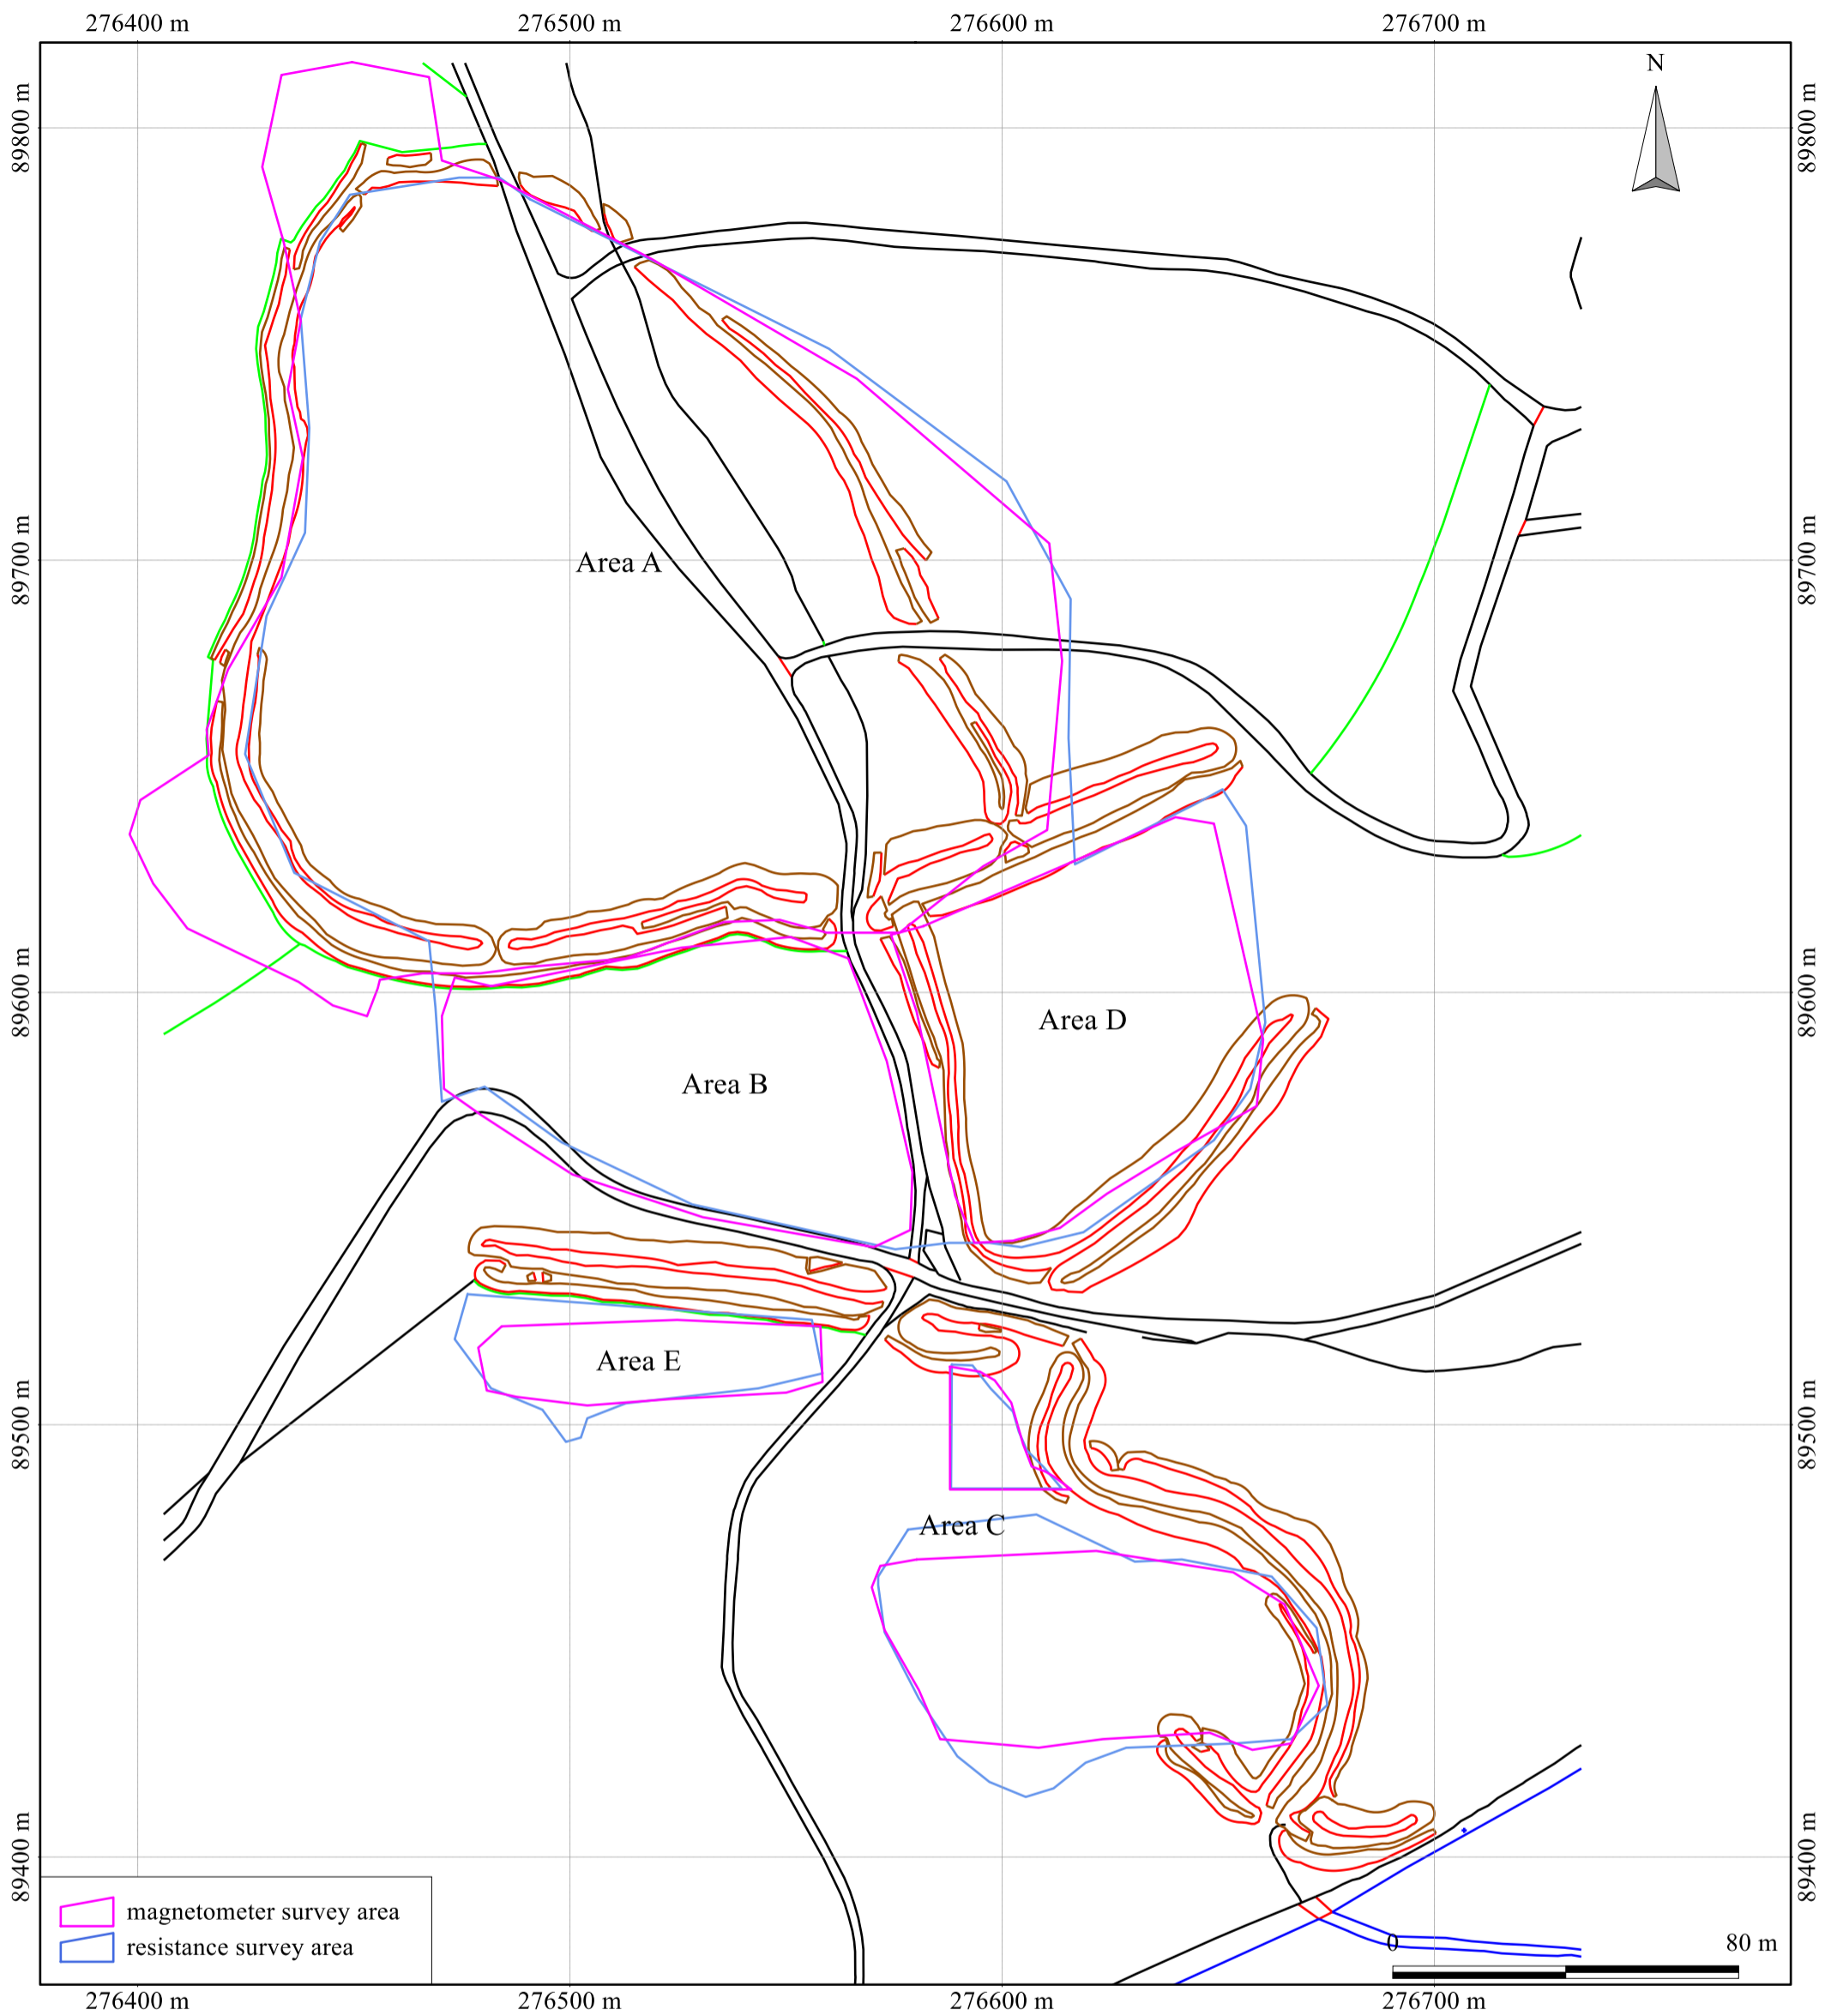 276400 m 276500 m 276600 m 276700 m
N
89800 m 89800 m
89700 m 89700 m
Area A
89600 m 89600 m
Area D
Area B
Area E
89500 m 89500 m
Area C
89400 m 89400 m
magnetometer survey area
resistance survey area
0 80 m
276400 m 276500 m 276600 m 276700 m